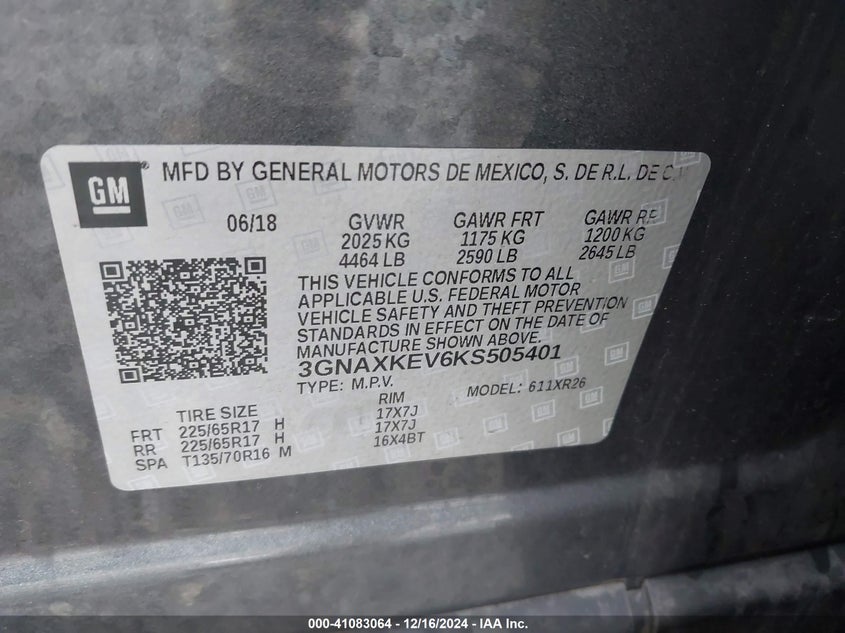 GM
MFD BY GENERAL MOTORS DE MEXICO, S. DE R.L. DE C.V.
06/18 GVWR GAWR FRT GAWR RR
2025 KG 1175 KG 1200 KG
4464 LB 2590 LB 2645 LB
THIS VEHICLE CONFORMS TO ALL
APPLICABLE U.S. FEDERAL MOTOR
VEHICLE SAFETY AND THEFT PREVENTION
STANDARDS IN EFFECT ON THE DATE OF
MANUFACTURE SHOWN ABOVE.
3GNAXKEV6KS505401
TYPE: M.P.V. MODEL: 611XR26
TIRE SIZE RIM
FRT 225/65R17 H 17X7J
RR 225/65R17 H 17X7J
SPA T135/70R16 M 16X4BT
000-41083064 - 12/16/2024 - IAA Inc.